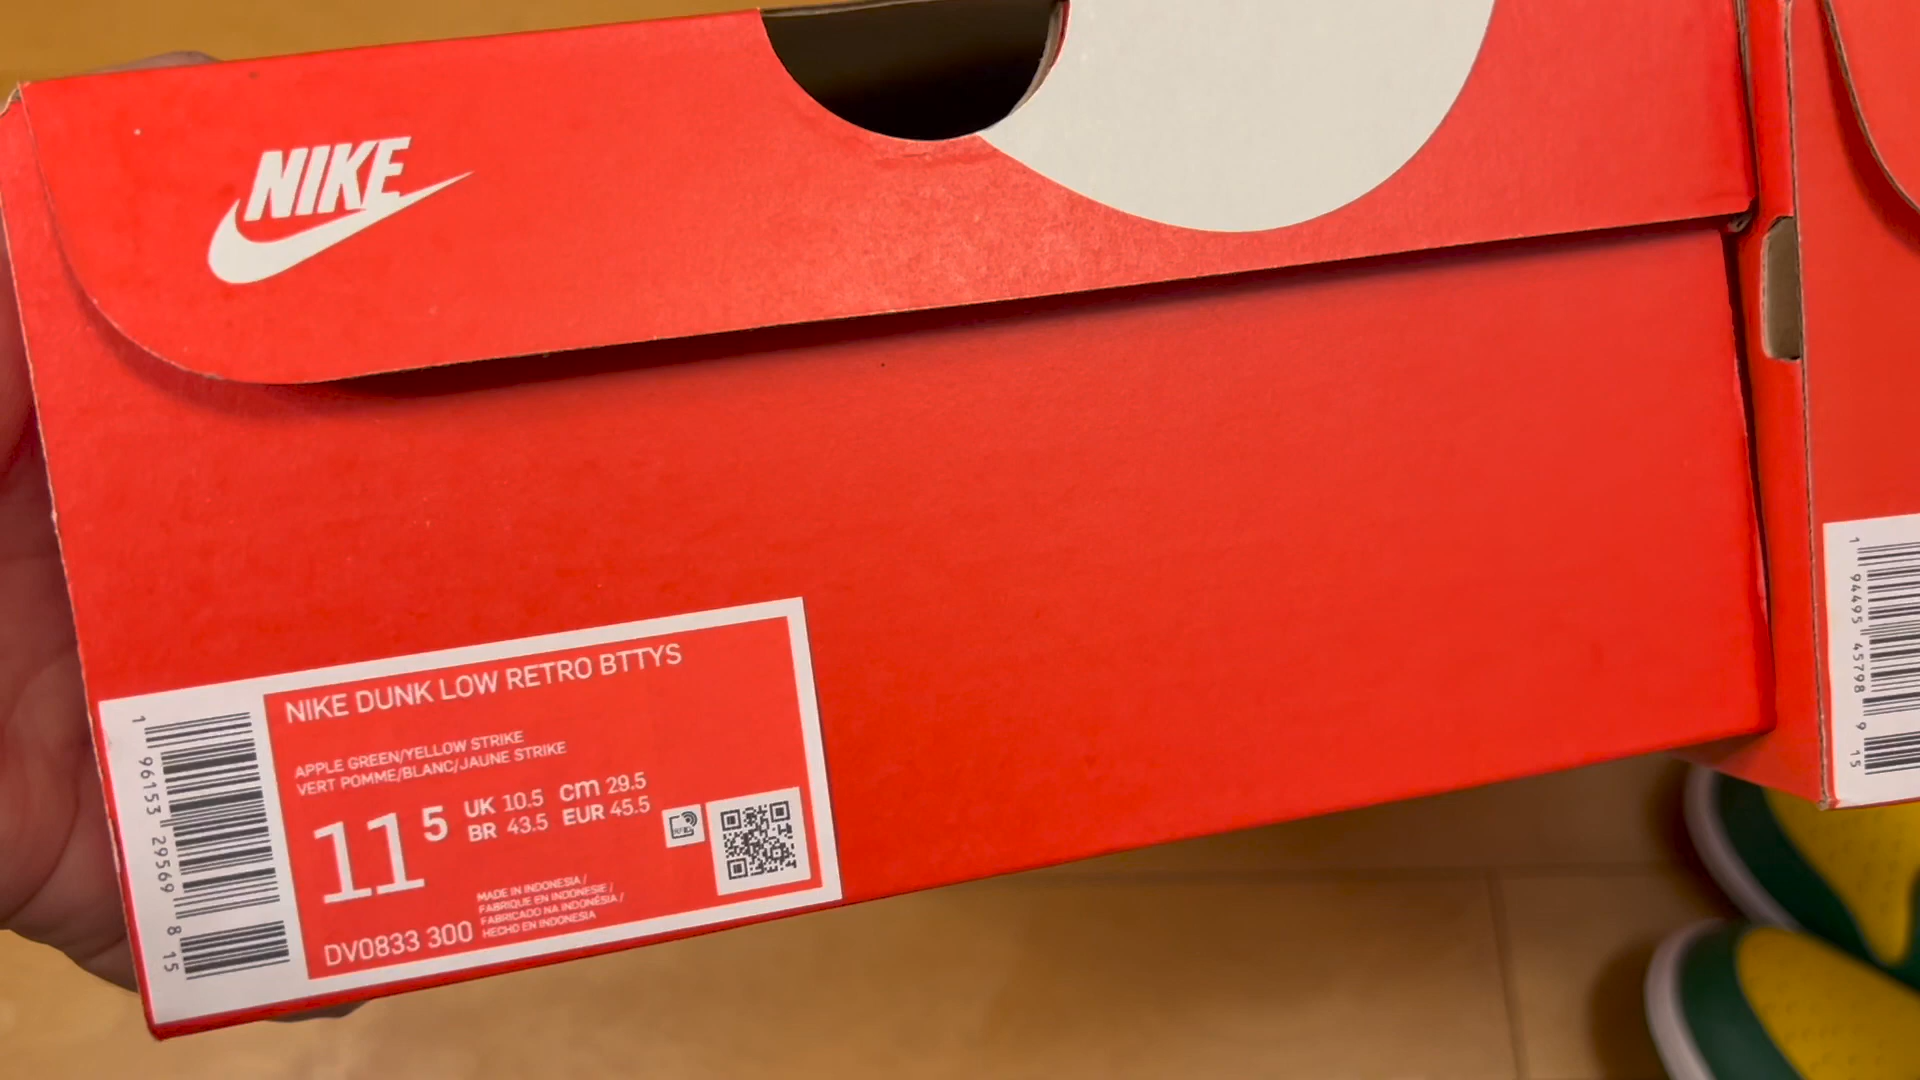 NIKE
NIKE DUNK LOW RETRO BTTYS
APPLE GREEN/YELLOW STRIKE
VERT POMME/BLANC/JAUNE STRIKE
11 5
UK 10.5 cm 29.5
BR 43.5 EUR 45.5
RFID
MADE IN INDONESIA /
FABRIQUE EN INDONESIE /
FABRICADO NA INDONÉSIA /
HECHO EN INDONESIA
DV0833 300
1 96153 29569 8 15
1 94495 45798 9 15